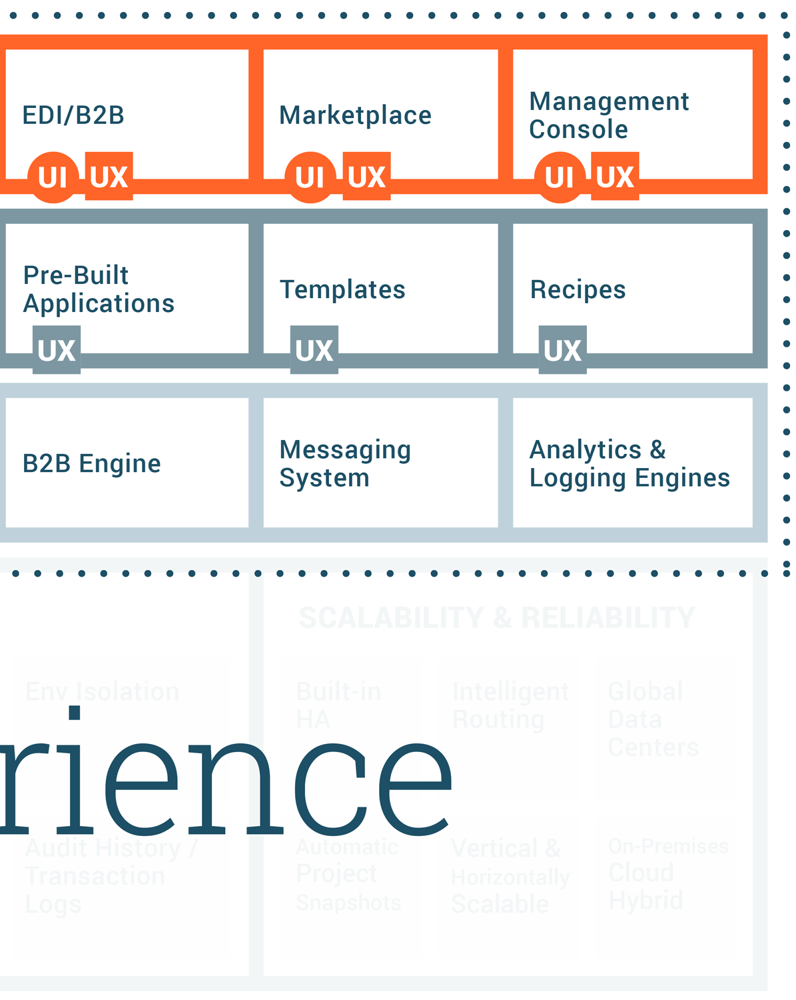 EDI/B2B
Marketplace
Management
Console
UI UX
UI UX
UI UX
Pre-Built
Applications
Templates
Recipes
UX
UX
UX
B2B Engine
Messaging
System
Analytics &
Logging Engines
SCALABILITY & RELIABILITY
Env Isolation
Built-in
HA
Intelligent
Routing
Global
Data
Centers
rience
Audit History /
Transaction
Logs
Automatic
Project
Snapshots
Vertical &
Horizontally
Scalable
On-Premises
Cloud
Hybrid